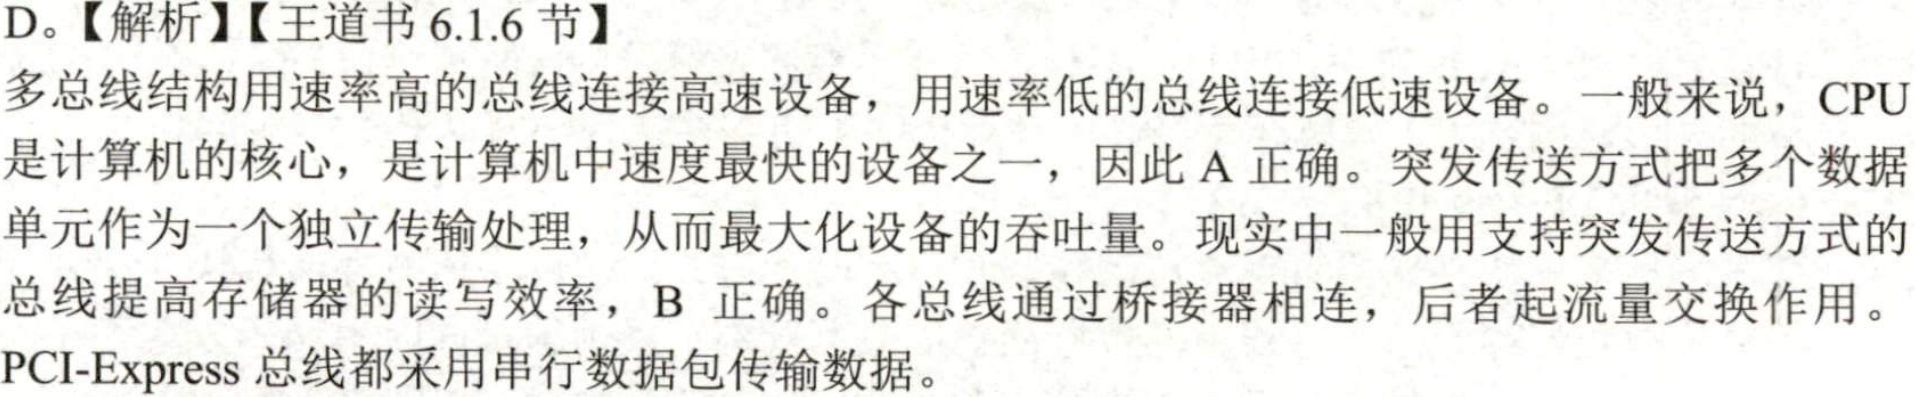 D。【解析】【王道书 6.1.6 节】
多总线结构用速率高的总线连接高速设备，用速率低的总线连接低速设备。一般来说，CPU
是计算机的核心，是计算机中速度最快的设备之一，因此 A 正确。突发传送方式把多个数据
单元作为一个独立传输处理，从而最大化设备的吞吐量。现实中一般用支持突发传送方式的
总线提高存储器的读写效率，B 正确。各总线通过桥接器相连，后者起流量交换作用。
PCI-Express 总线都采用串行数据包传输数据。